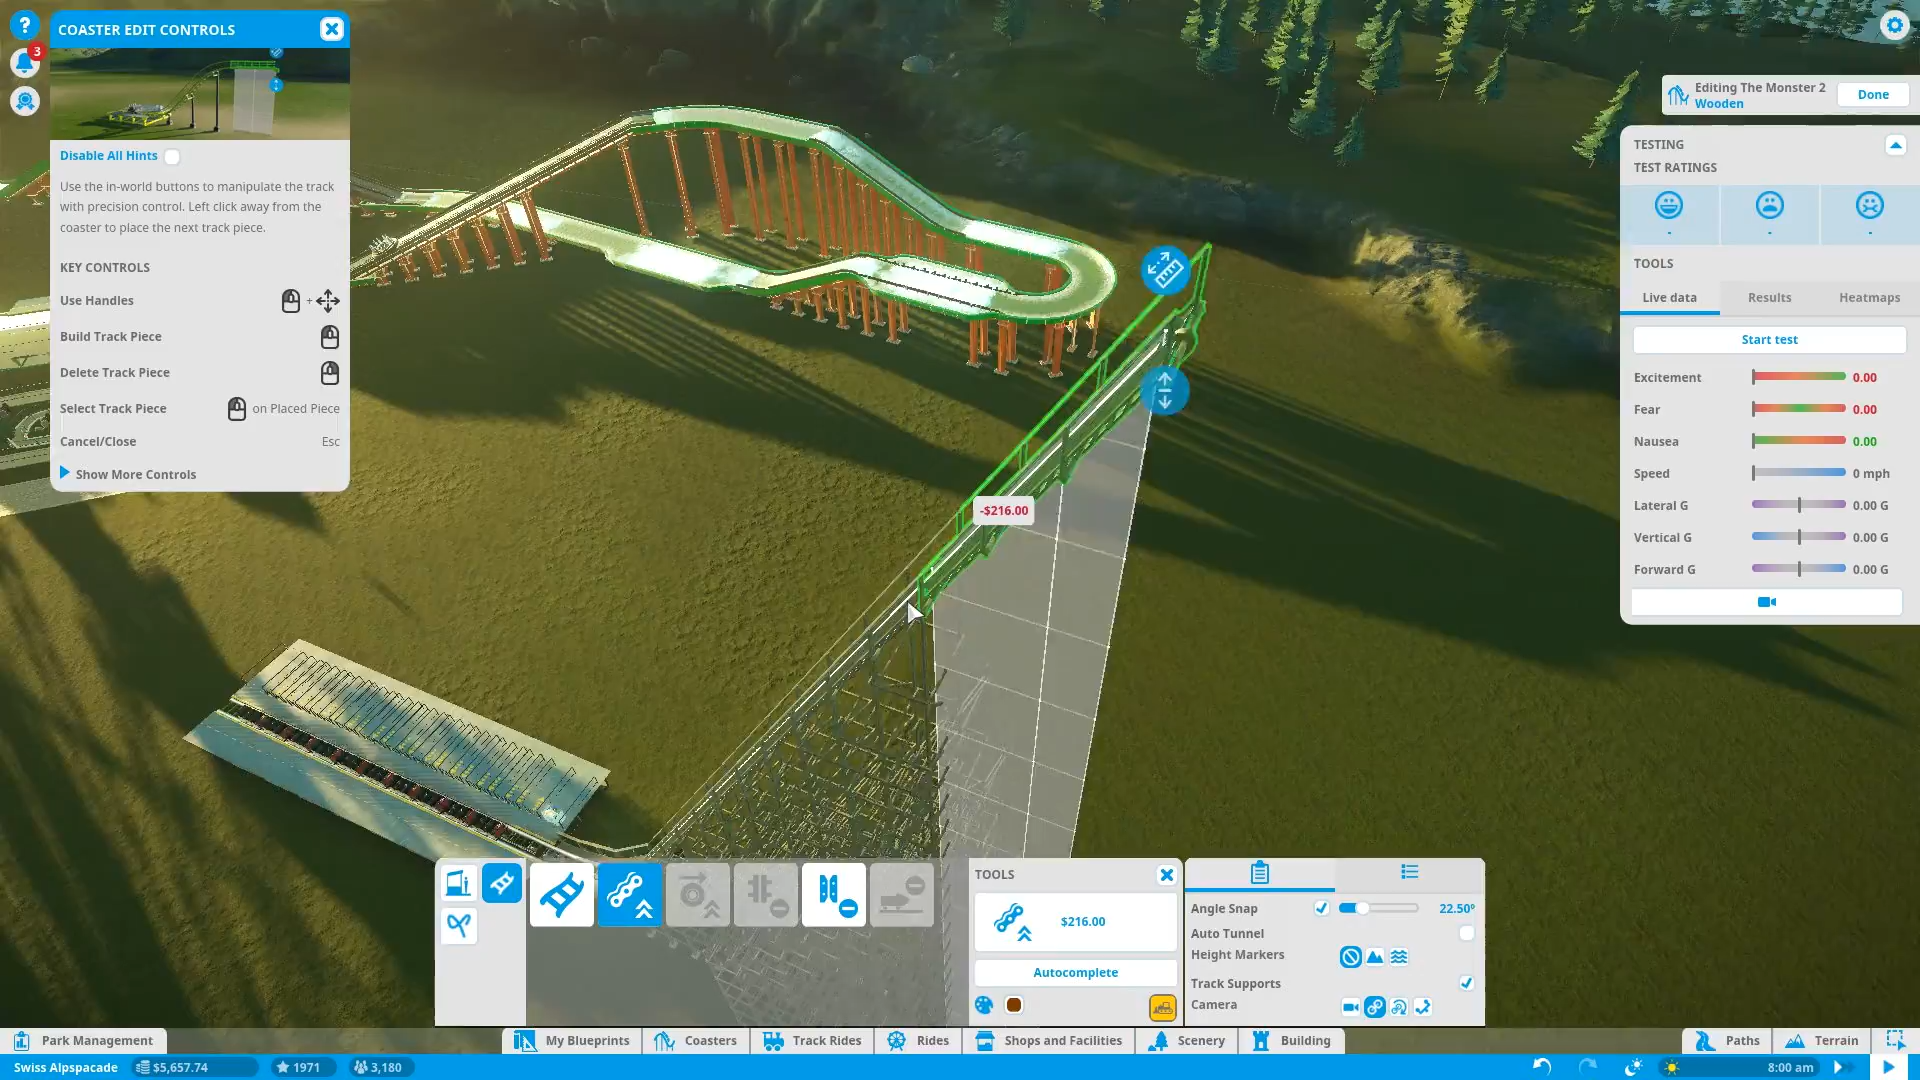 ?
3
COASTER EDIT CONTROLS
Disable All Hints
Use the in-world buttons to manipulate the track
with precision control. Left click away from the
coaster to place the next track piece.
KEY CONTROLS
Use Handles +
Build Track Piece
Delete Track Piece
Select Track Piece on Placed Piece
Cancel/Close Esc
Show More Controls
-$216.00
Editing The Monster 2
Wooden
Done
TESTING
TEST RATINGS
- - -
TOOLS
Live data Results Heatmaps
Start test
Excitement 0.00
Fear 0.00
Nausea 0.00
Speed 0 mph
Lateral G 0.00 G
Vertical G 0.00 G
Forward G 0.00 G
TOOLS
$216.00
Autocomplete
Angle Snap 22.50°
Auto Tunnel
Height Markers
Track Supports
Camera
Park Management
My Blueprints
Coasters
Track Rides
Rides
Shops and Facilities
Scenery
Building
Paths
Terrain
Swiss Alpspacade $5,657.74 1971 3,180 8:00 am